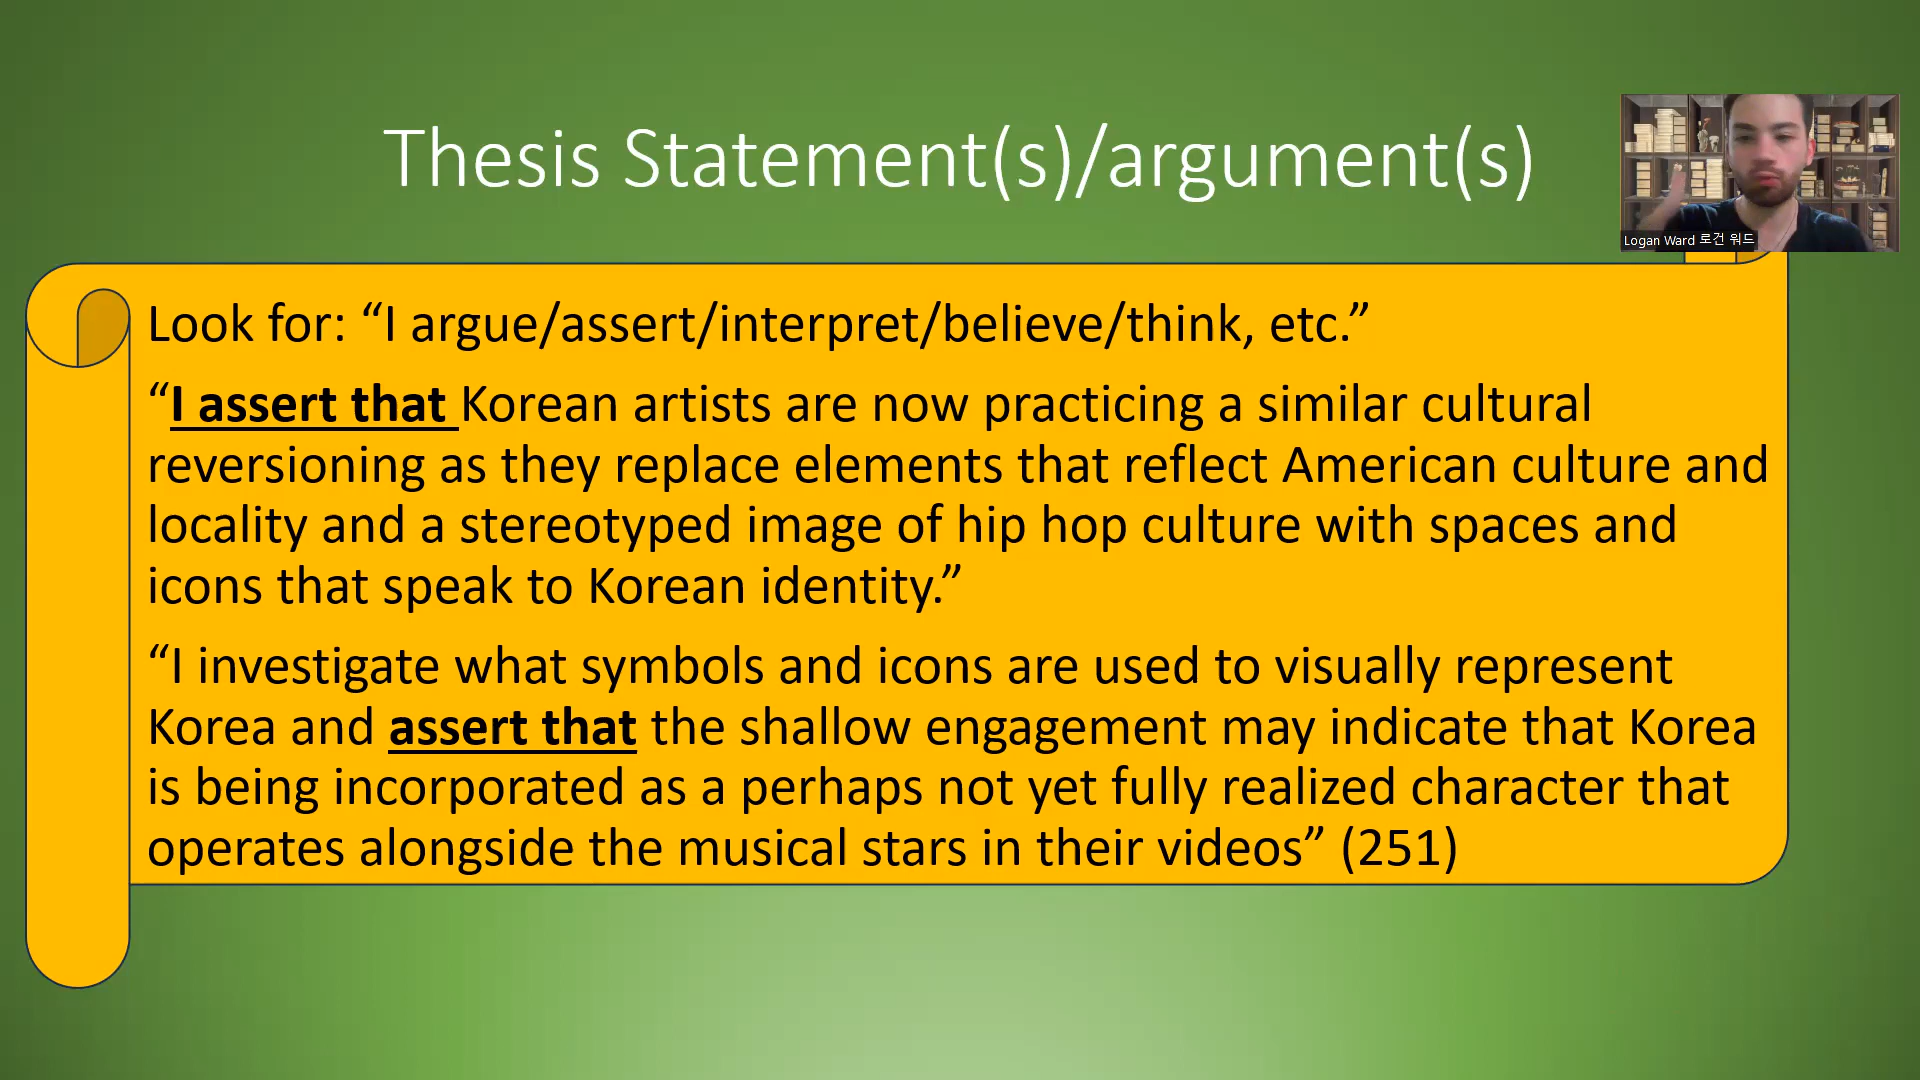 Thesis Statement(s)/argument(s)
Logan Ward 로건 워드
Look for: “I argue/assert/interpret/believe/think, etc.”
“I assert that Korean artists are now practicing a similar cultural
reversioning as they replace elements that reflect American culture and
locality and a stereotyped image of hip hop culture with spaces and
icons that speak to Korean identity.”
“I investigate what symbols and icons are used to visually represent
Korea and assert that the shallow engagement may indicate that Korea
is being incorporated as a perhaps not yet fully realized character that
operates alongside the musical stars in their videos” (251)